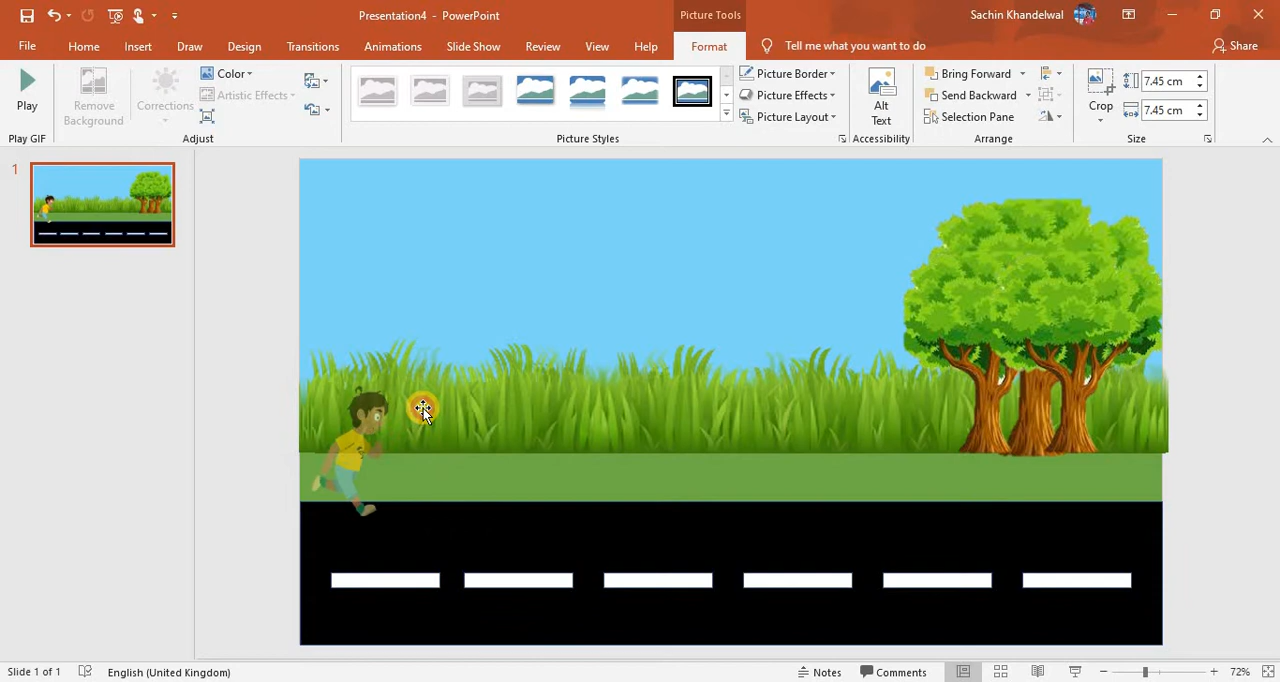 Presentation4 - PowerPoint
Picture Tools
Sachin Khandelwal
File Home Insert Draw Design Transitions Animations Slide Show Review View Help Format Tell me what you want to do Share
Play
Play GIF
Remove Background
Corrections
Color
Artistic Effects
Adjust
Picture Styles
Picture Border
Picture Effects
Picture Layout
Alt Text
Accessibility
Bring Forward
Send Backward
Selection Pane
Arrange
Crop
7.45 cm
7.45 cm
Size
1
Slide 1 of 1 English (United Kingdom) Notes Comments 72%